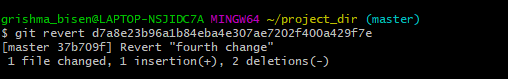 grishma_bisen@LAPTOP-NSJIDC7A MINGW64 ~/project_dir (master)
$ git revert d7a8e23b96a1b84eba4e307ae7202f400a429f7e
[master 37b709f] Revert "fourth change"
 1 file changed, 1 insertion(+), 2 deletions(-)